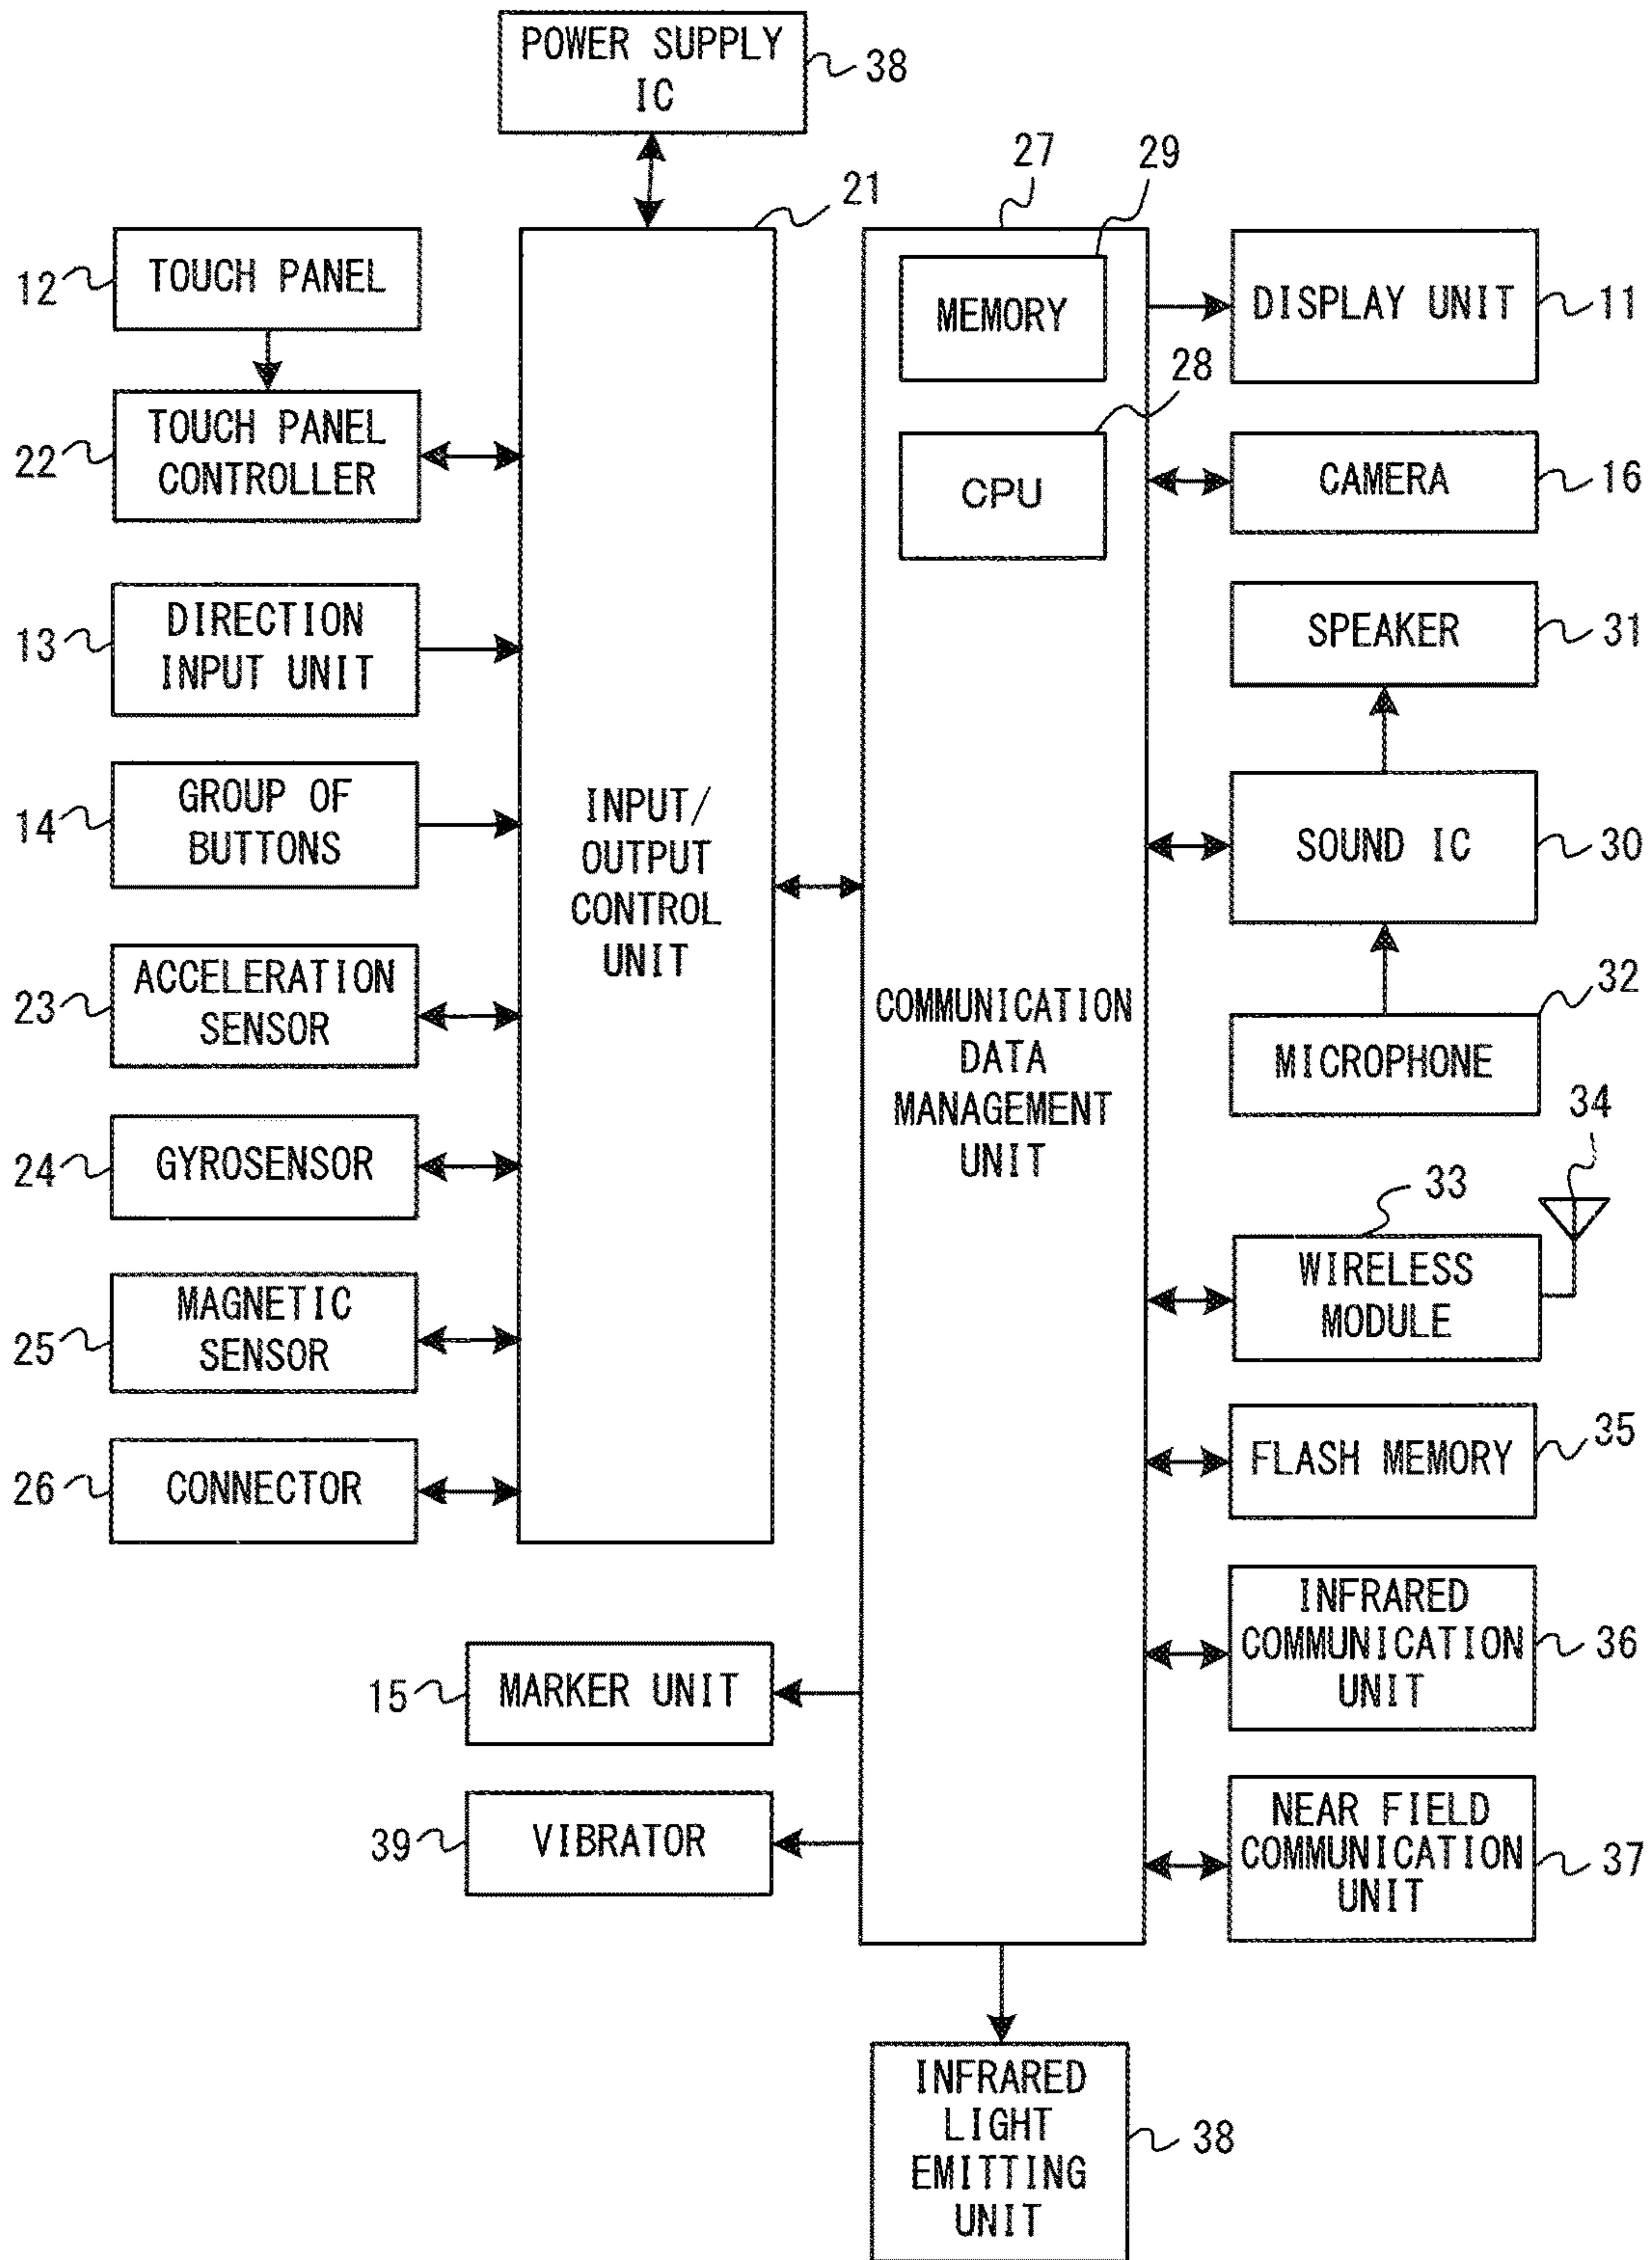 POWER SUPPLY
IC
38
21
27
29
12
TOUCH PANEL
MEMORY
DISPLAY UNIT
11
28
22
TOUCH PANEL
CONTROLLER
CPU
CAMERA
16
13
DIRECTION
INPUT UNIT
SPEAKER
31
14
GROUP OF
BUTTONS
INPUT/
OUTPUT
CONTROL
UNIT
SOUND IC
30
23
ACCELERATION
SENSOR
COMMUNICATION
DATA
MANAGEMENT
UNIT
32
MICROPHONE
34
24
GYROSENSOR
33
WIRELESS
MODULE
25
MAGNETIC
SENSOR
26
CONNECTOR
FLASH MEMORY
35
INFRARED
COMMUNICATION
UNIT
36
15
MARKER UNIT
39
VIBRATOR
NEAR FIELD
COMMUNICATION
UNIT
37
INFRARED
LIGHT
EMITTING
UNIT
38